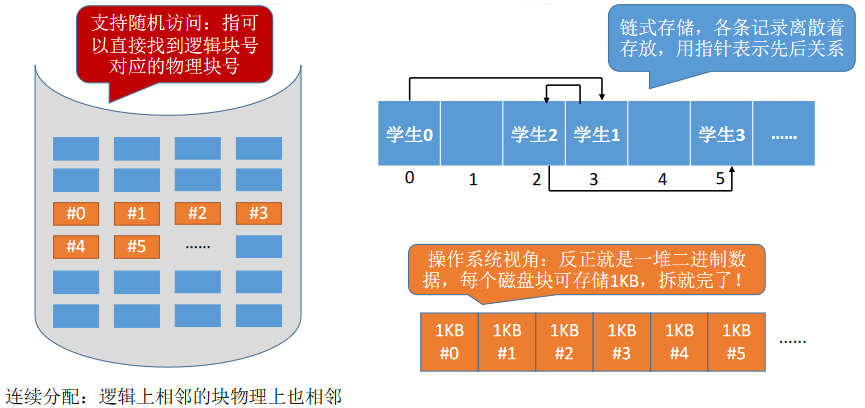 支持随机访问：指可
以直接找到逻辑块号
对应的物理块号
#0 #1 #2 #3
#4 #5 ……
连续分配：逻辑上相邻的块物理上也相邻
链式存储，各条记录离散着
存放，用指针表示先后关系
学生0 学生2 学生1 学生3 ……
0 1 2 3 4 5
操作系统视角：反正就是一堆二进制数
据，每个磁盘块可存储1KB，拆就完了！
1KB 1KB 1KB 1KB 1KB 1KB
#0 #1 #2 #3 #4 #5 ……